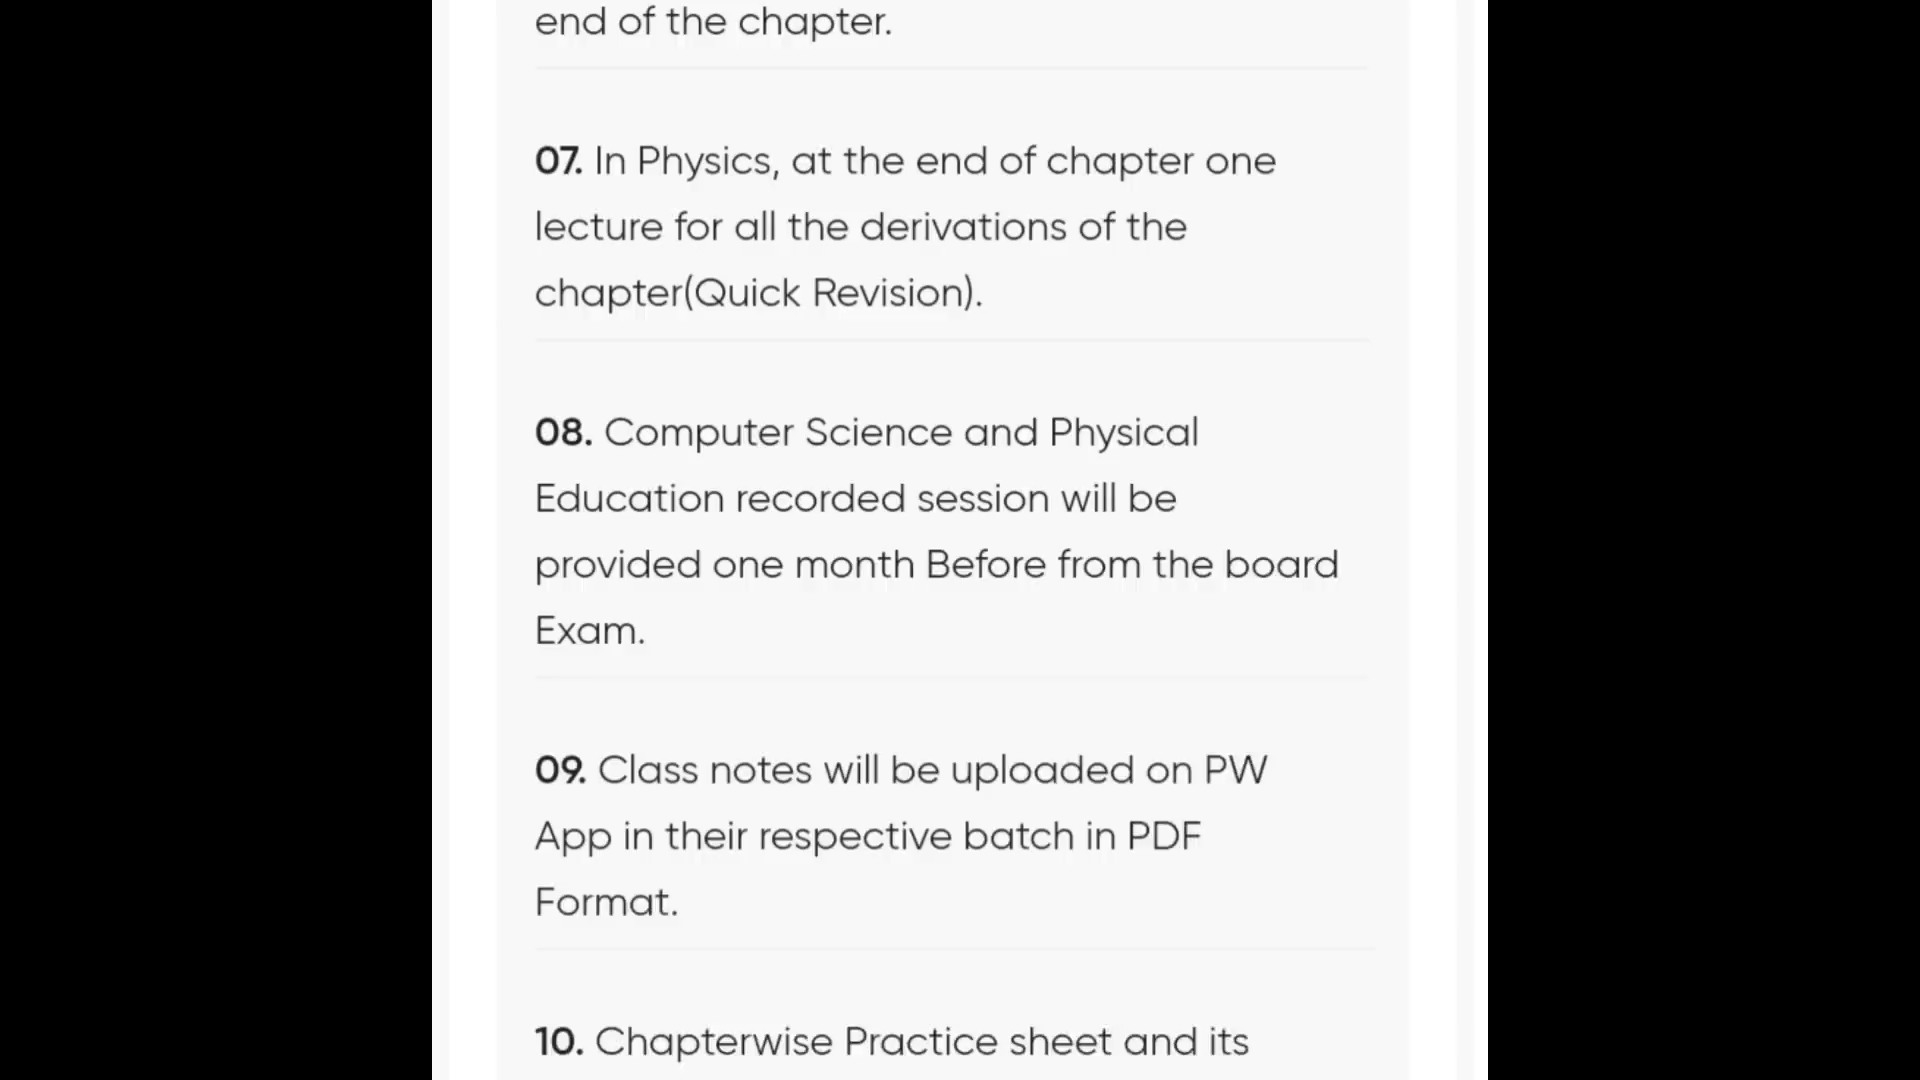 end of the chapter.
07. In Physics, at the end of chapter one
lecture for all the derivations of the
chapter(Quick Revision).
08. Computer Science and Physical
Education recorded session will be
provided one month Before from the board
Exam.
09. Class notes will be uploaded on PW
App in their respective batch in PDF
Format.
10. Chapterwise Practice sheet and its